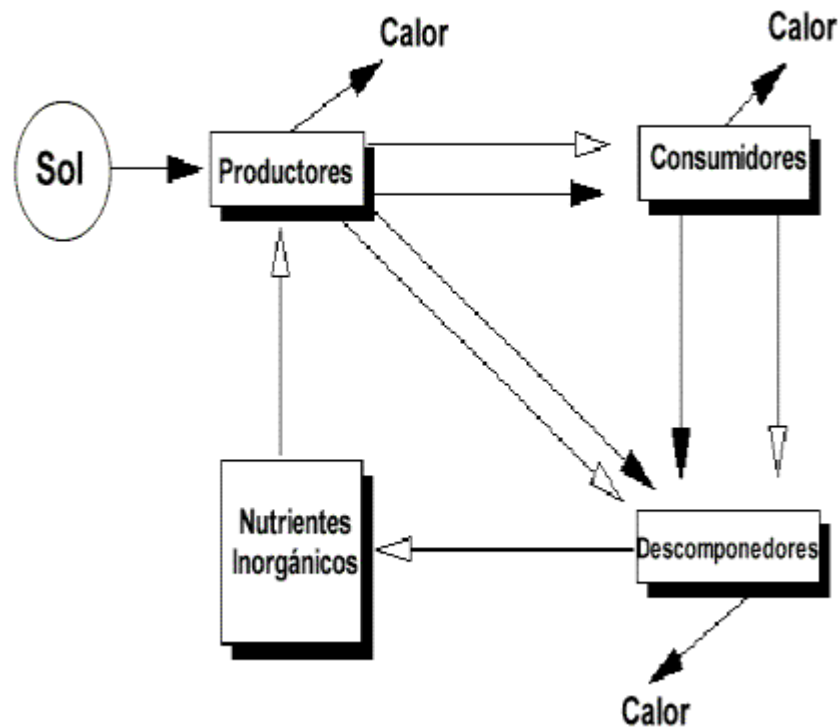 Calor
Calor
Sol
Productores
Consumidores
Nutrientes
Inorgánicos
Descomponedores
Calor